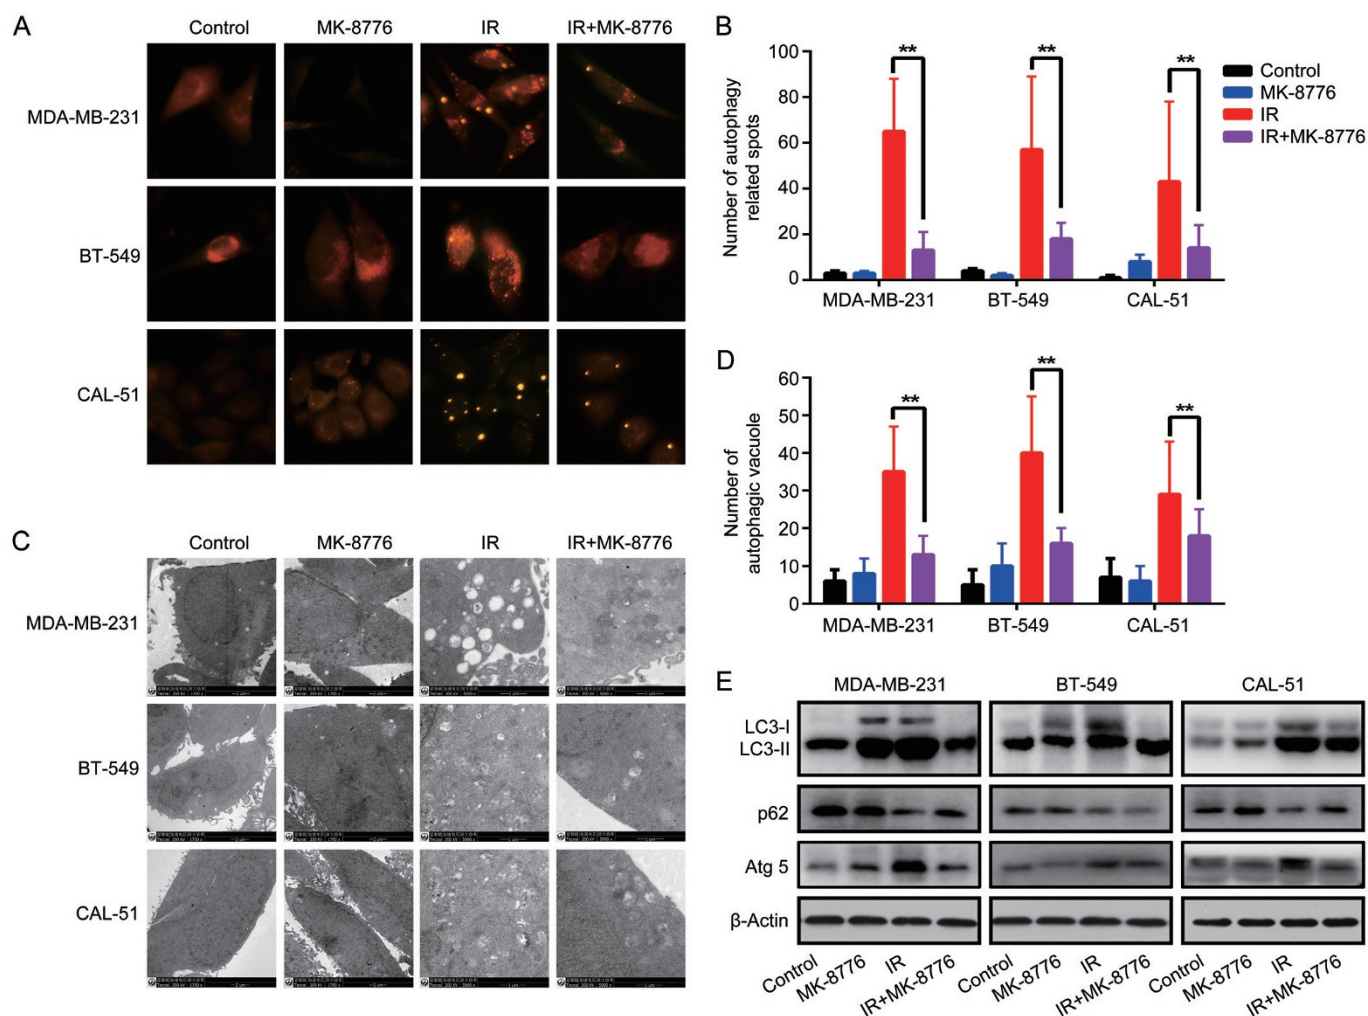 A
Control MK-8776 IR IR+MK-8776
MDA-MB-231
BT-549
CAL-51
B
Number of autophagy
related spots
100
80
60
40
20
0
** ** **
MDA-MB-231 BT-549 CAL-51
Control
MK-8776
IR
IR+MK-8776
C
Control MK-8776 IR IR+MK-8776
MDA-MB-231
BT-549
CAL-51
D
Number of
autophagic vacuole
60
50
40
30
20
10
0
** ** **
MDA-MB-231 BT-549 CAL-51
E
MDA-MB-231 BT-549 CAL-51
LC3-I
LC3-II
p62
Atg 5
β-Actin
Control MK-8776 IR IR+MK-8776 Control MK-8776 IR IR+MK-8776 Control MK-8776 IR IR+MK-8776